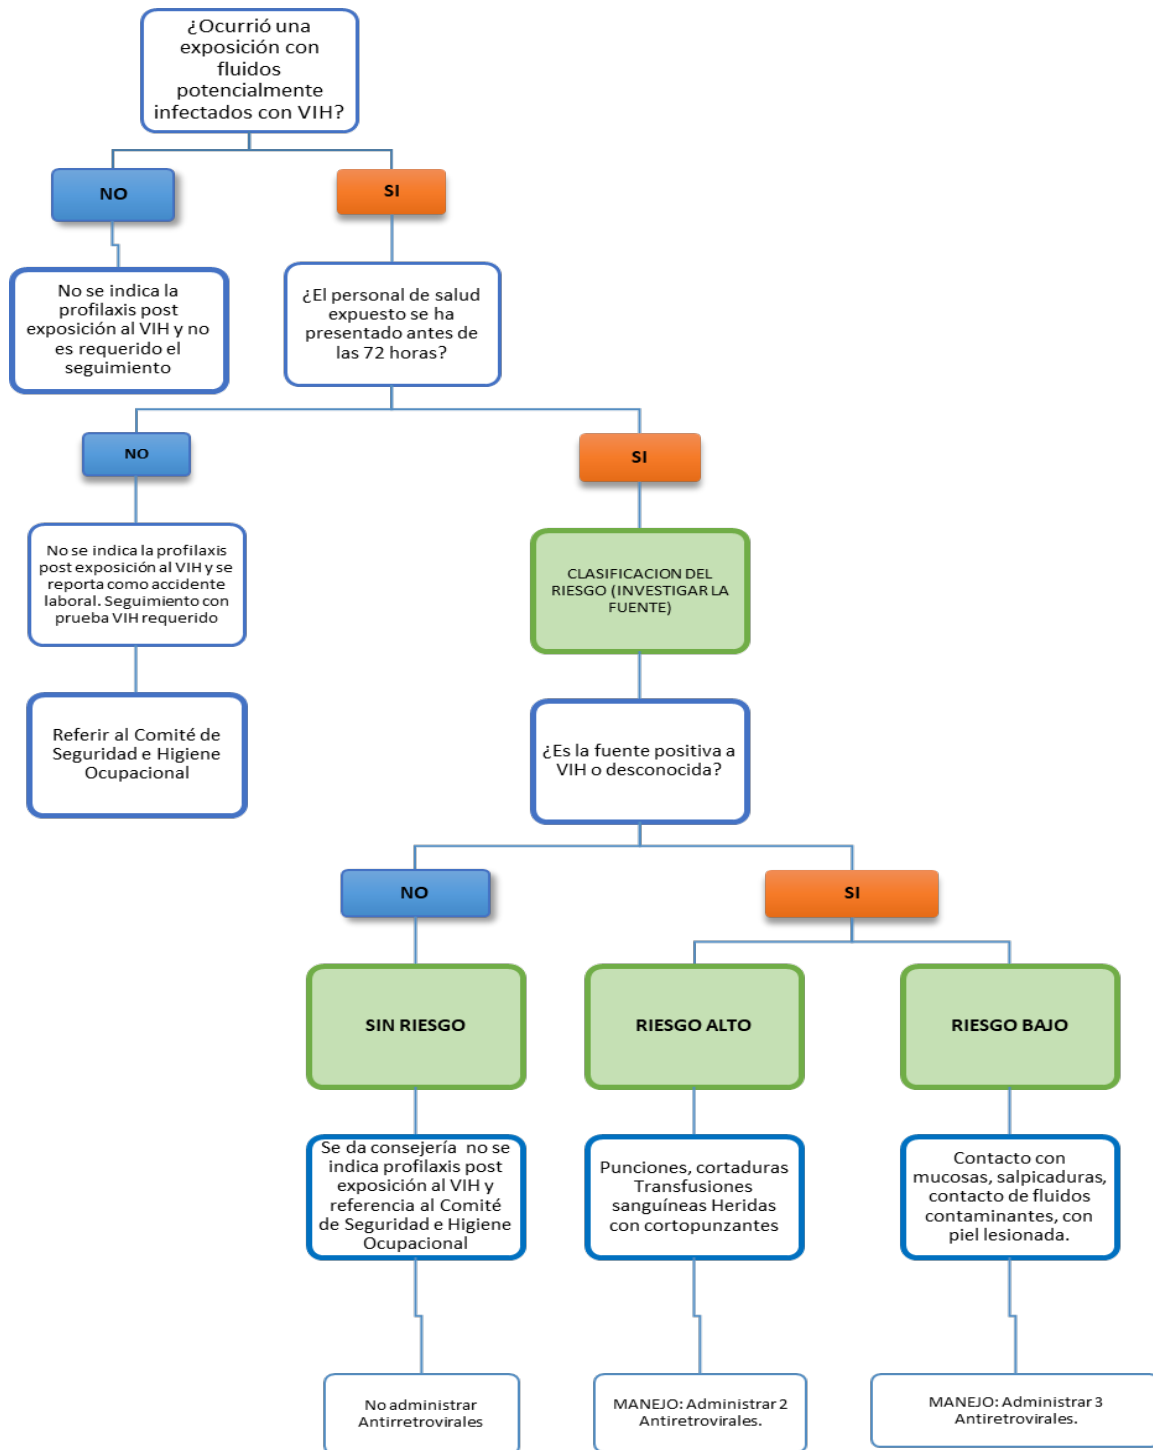 ¿Ocurrió una
exposición con
fluidos
potencialmente
infectados con VIH?
NO
SI
No se indica la
profilaxis post
exposición al VIH y no
es requerido el
seguimiento
¿El personal de salud
expuesto se ha
presentado antes de
las 72 horas?
NO
SI
No se indica la profilaxis
post exposición al VIH y se
reporta como accidente
laboral. Seguimiento con
prueba VIH requerido
CLASIFICACION DEL
RIESGO (INVESTIGAR LA
FUENTE)
Referir al Comité de
Seguridad e Higiene
Ocupacional
¿Es la fuente positiva a
VIH o desconocida?
NO
SI
SIN RIESGO
RIESGO ALTO
RIESGO BAJO
Se da consejería no se
indica profilaxis post
exposición al VIH y
referencia al Comité
de Seguridad e Higiene
Ocupacional
Punciones, cortaduras
Transfusiones
sanguíneas Heridas
con cortopunzantes
Contacto con
mucosas, salpicaduras,
contacto de fluidos
contaminantes, con
piel lesionada.
No administrar
Antirretrovirales
MANEJO: Administrar 2
Antiretrovirales.
MANEJO: Administrar 3
Antiretrovirales.